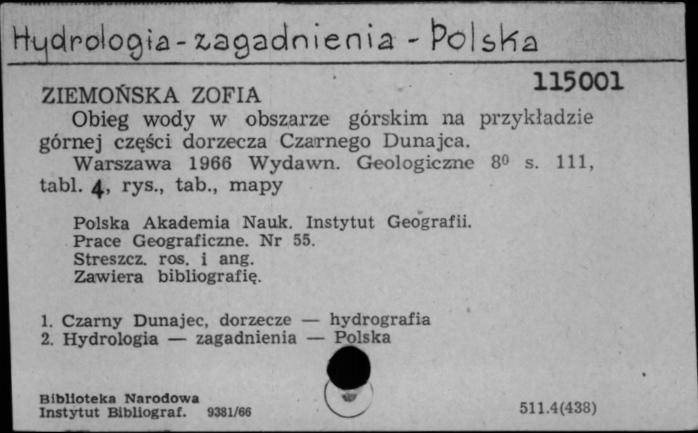 Hydrologia - zagadnienia - Polska
115001
ZIEMOŃSKA ZOFIA
Obieg wody w obszarze górskim na przykładzie
górnej części dorzecza Czarnego Dunajca.
Warszawa 1966 Wydawn. Geologiczne 8⁰ s. 111,
tabl. 4, rys., tab., mapy
Polska Akademia Nauk. Instytut Geografii.
Prace Geograficzne. Nr 55.
Streszcz. ros. i ang.
Zawiera bibliografię.
1. Czarny Dunajec, dorzecze — hydrografia
2. Hydrologia — zagadnienia — Polska
Biblioteka Narodowa
Instytut Bibliograf. 9381/66
511.4(438)